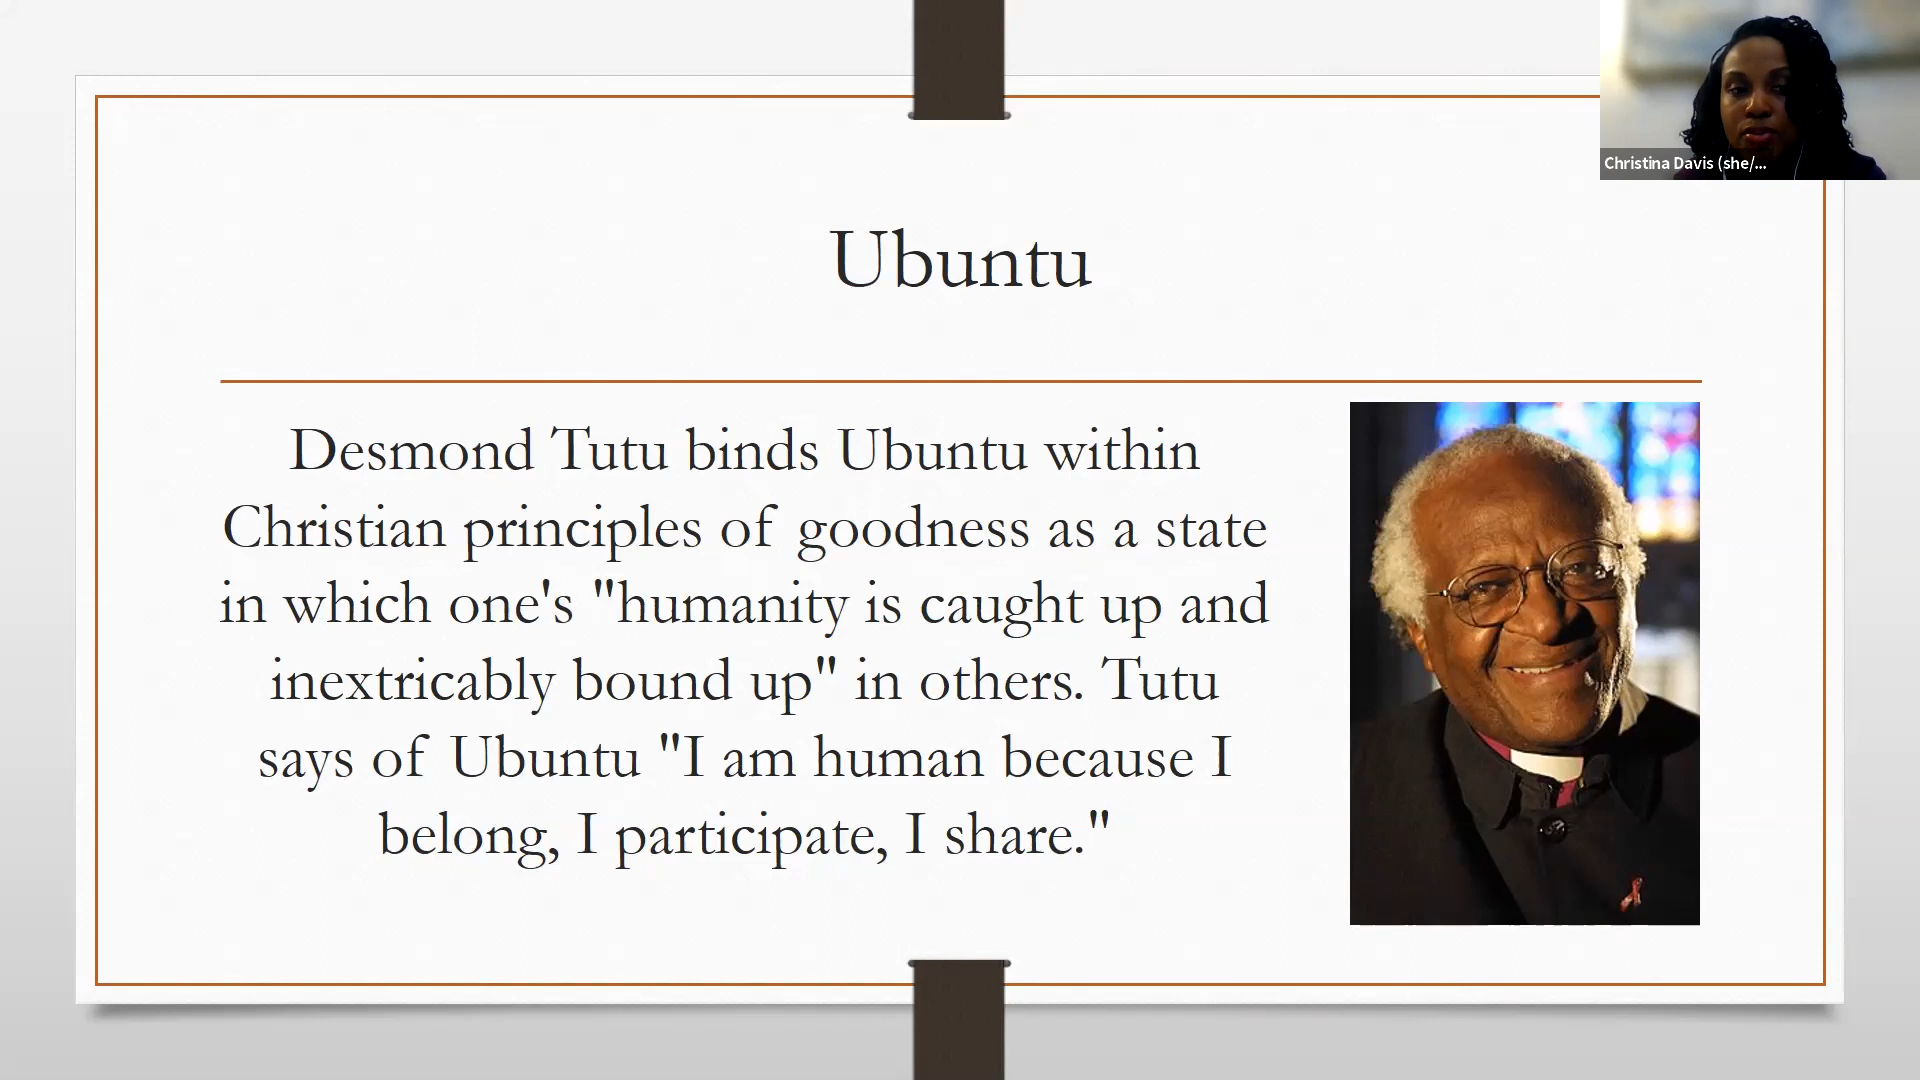 Christina Davis (she/...
Ubuntu
Desmond Tutu binds Ubuntu within
Christian principles of goodness as a state
in which one's "humanity is caught up and
inextricably bound up" in others. Tutu
says of Ubuntu "I am human because I
belong, I participate, I share."